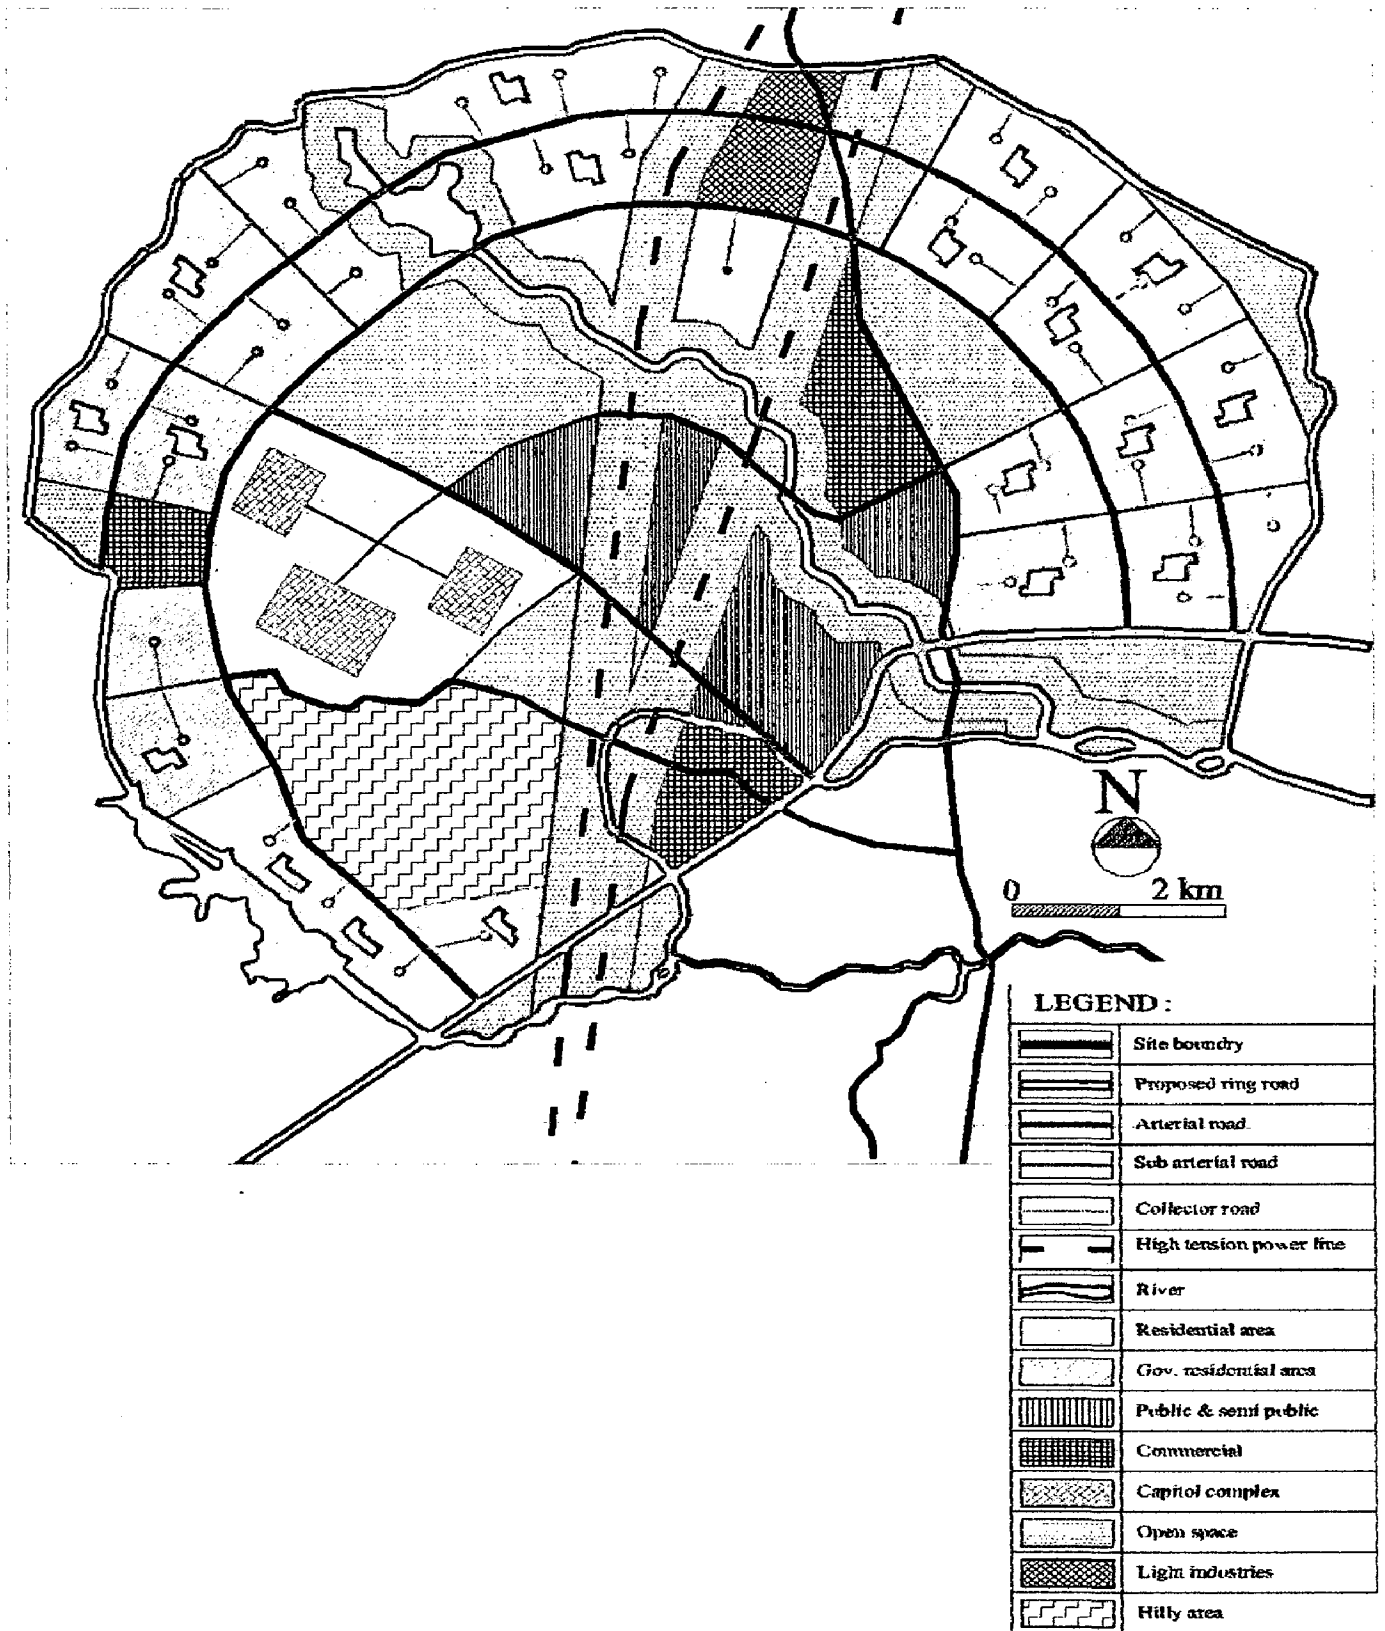 N
0 2 km
LEGEND :
Site boundry
Proposed ring road
Arterial road
Sub arterial road
Collector road
High tension power line
River
Residential area
Gov. residential area
Public & semi public
Commercial
Capitol complex
Open space
Light industries
Hilly area